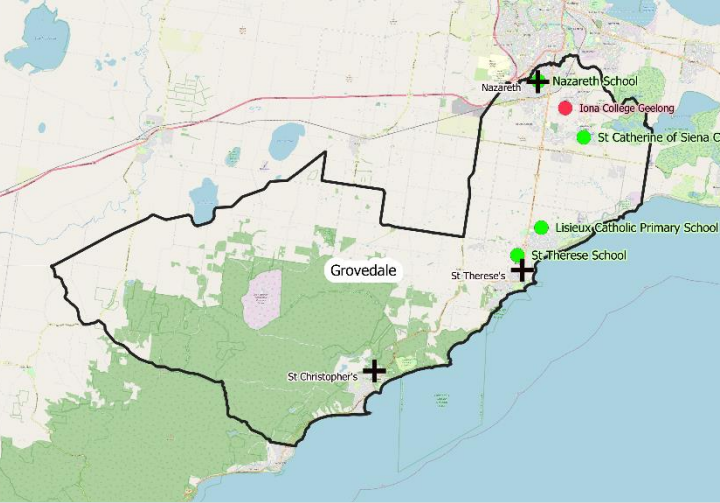 Nazareth
Nazareth School
Iona College Geelong
St Catherine of Siena C
Lisieux Catholic Primary School
St Therese School
St Therese's
Grovedale
St Christopher's